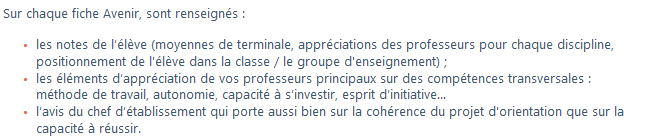 Sur chaque fiche Avenir, sont renseignés :
les notes de l'élève (moyennes de terminale, appréciations des professeurs pour chaque discipline,
positionnement de l'élève dans la classe / le groupe d'enseignement) ;
les éléments d'appréciation de vos professeurs principaux sur des compétences transversales :
méthode de travail, autonomie, capacité à s'investir, esprit d'initiative...
l'avis du chef d'établissement qui porte aussi bien sur la cohérence du projet d'orientation que sur la
capacité à réussir.